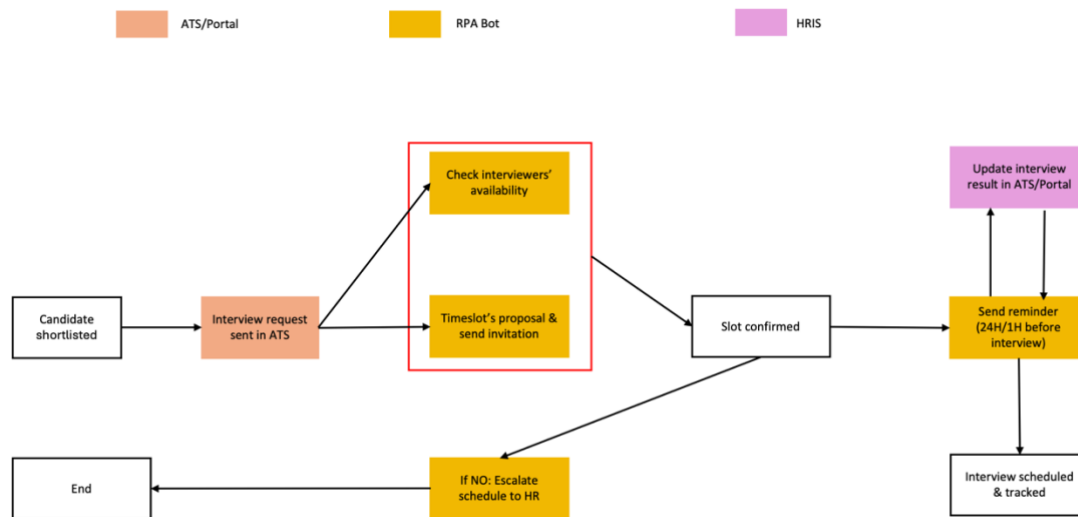 ATS/Portal
RPA Bot
HRIS
Check interviewers’
availability
Update interview
result in ATS/Portal
Candidate
shortlisted
Interview request
sent in ATS
Timeslot’s proposal &
send invitation
Slot confirmed
Send reminder
(24H/1H before
interview)
End
If NO: Escalate
schedule to HR
Interview scheduled
& tracked